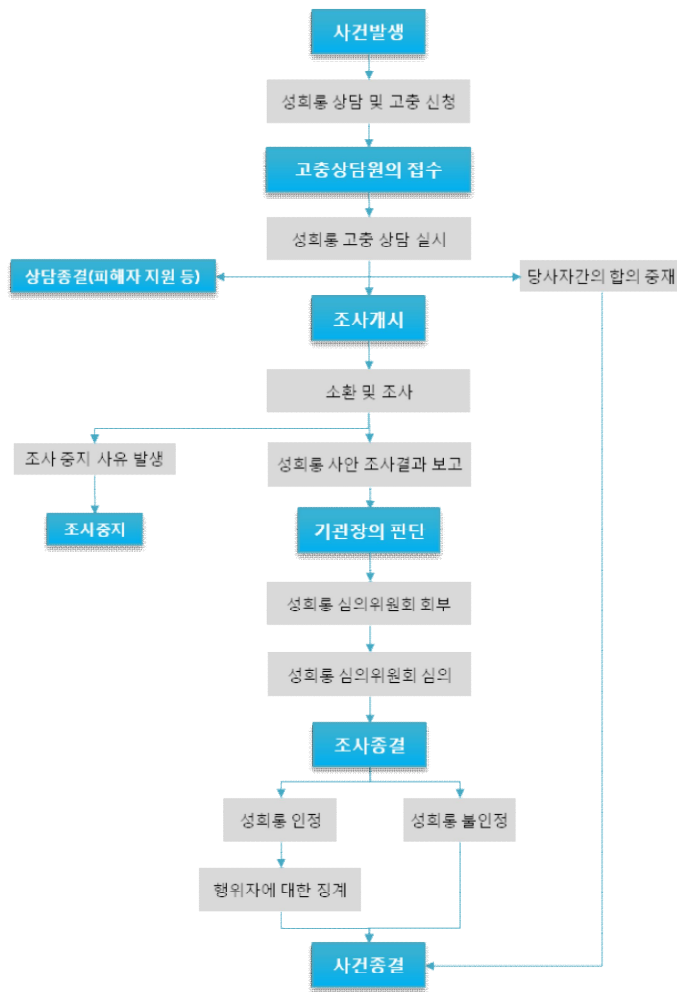 사건발생
성희롱 상담 및 고충 신청
고충상담원의 접수
성희롱 고충 상담 실시
상담종결(피해자 지원 등)
당사자간의 합의 중재
조사개시
소환 및 조사
조사 중지 사유 발생
성희롱 사안 조사결과 보고
조시중지
기관장의 판딘
성희롱 심의위원회 회부
성희롱 심의위원회 심의
조사종결
성희롱 인정
성희롱 불인정
행위자에 대한 징계
사건종결